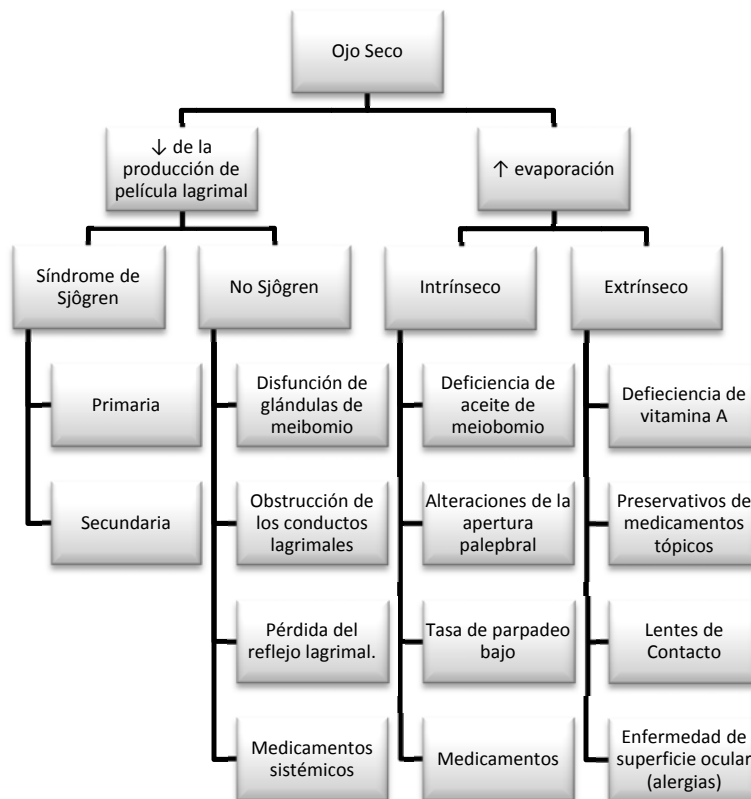 Ojo Seco
↓ de la
producción de
película lagrimal
↑ evaporación
Síndrome de
Sjôgren
No Sjôgren
Intrínseco
Extrínseco
Primaria
Secundaria
Disfunción de
glándulas de
meibomio
Obstrucción de
los conductos
lagrimales
Pérdida del
reflejo lagrimal.
Medicamentos
sistémicos
Deficiencia de
aceite de
meiobomio
Alteraciones de la
apertura
palepbral
Tasa de parpadeo
bajo
Medicamentos
Defieciencia de
vitamina A
Preservativos de
medicamentos
tópicos
Lentes de
Contacto
Enfermedad de
superficie ocular
(alergias)